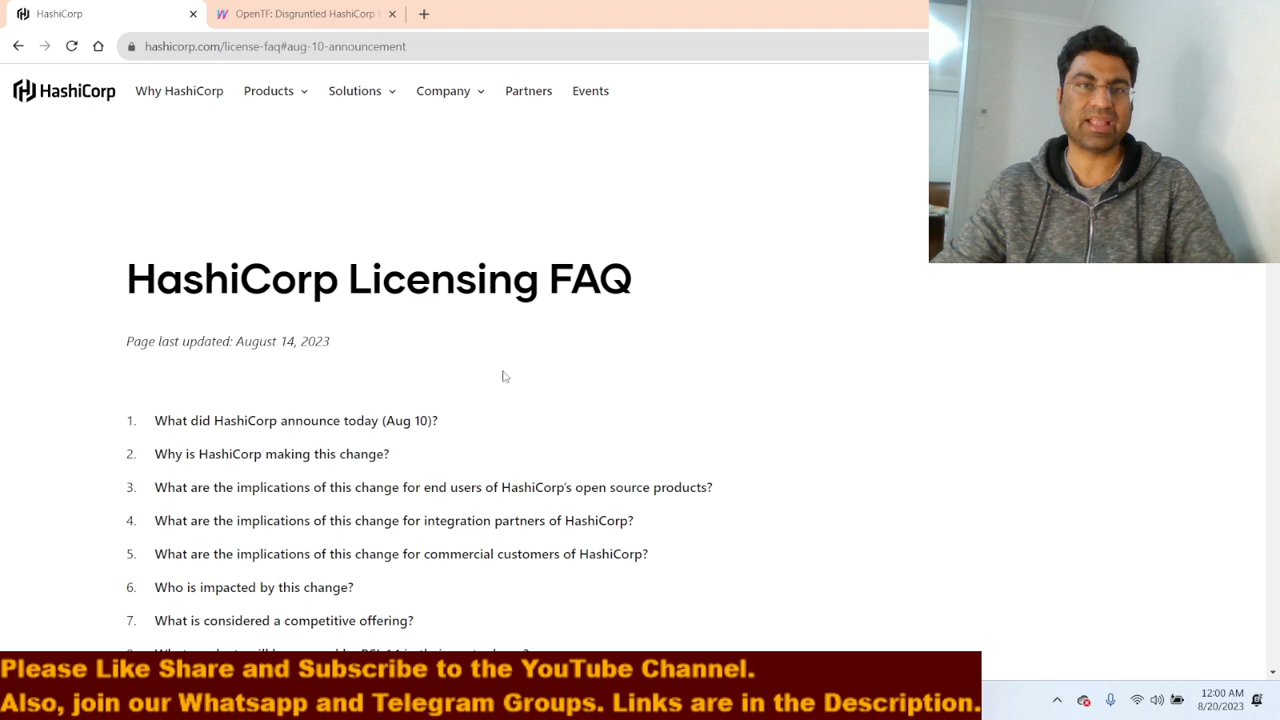 HashiCorp
OpenTF: Disgruntled HashiCorp
hashicorp.com/license-faq#aug-10-announcement
HashiCorp Why HashiCorp Products Solutions Company Partners Events
HashiCorp Licensing FAQ
Page last updated: August 14, 2023
1. What did HashiCorp announce today (Aug 10)?
2. Why is HashiCorp making this change?
3. What are the implications of this change for end users of HashiCorp's open source products?
4. What are the implications of this change for integration partners of HashiCorp?
5. What are the implications of this change for commercial customers of HashiCorp?
6. Who is impacted by this change?
7. What is considered a competitive offering?
Please Like Share and Subscribe to the YouTube Channel.
Also, join our Whatsapp and Telegram Groups. Links are in the Description.
12:00 AM
8/20/2023